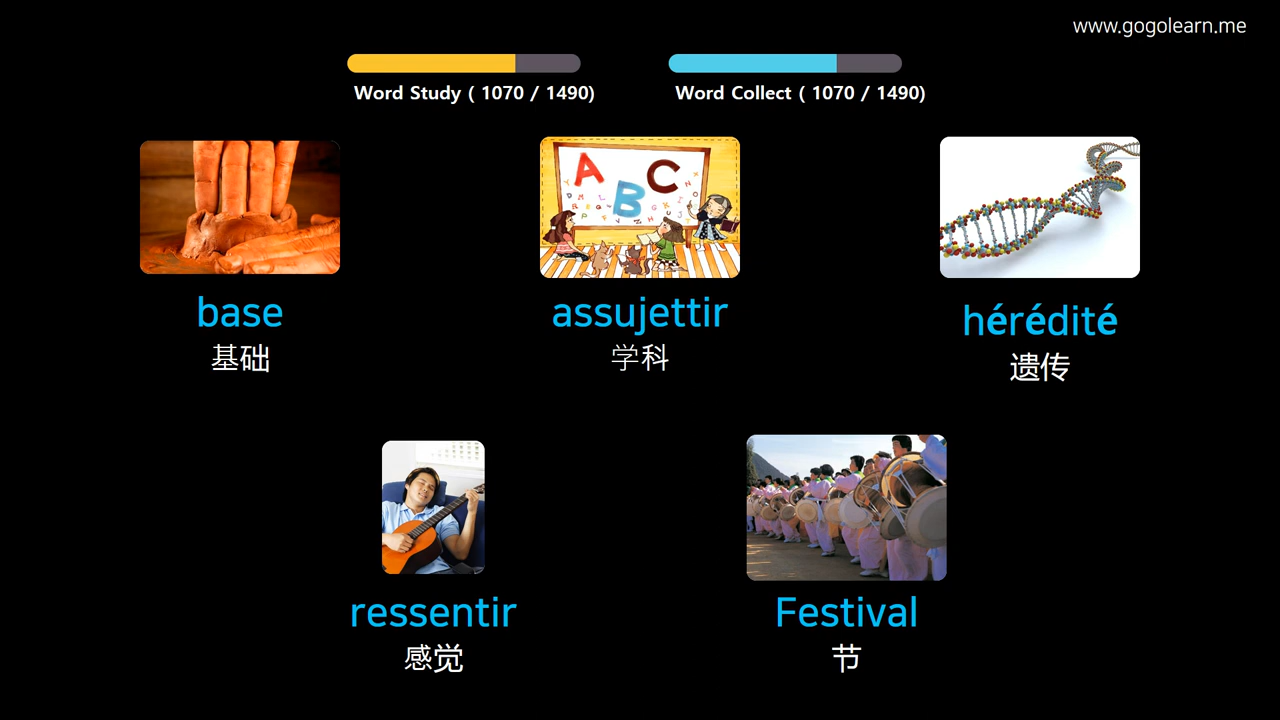 www.gogolearn.me
Word Study ( 1070 / 1490)
Word Collect ( 1070 / 1490)
A B C
base
基础
assujettir
学科
hérédité
遗传
ressentir
感觉
Festival
节